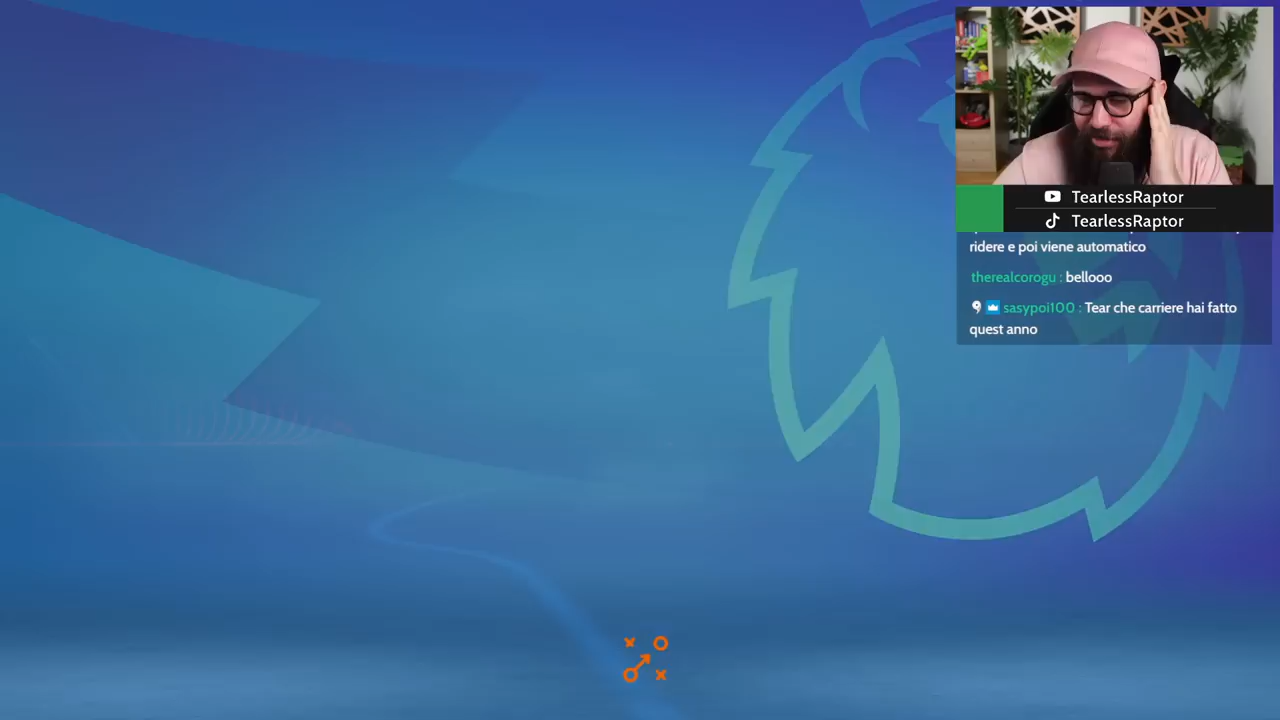 TearlessRaptor
TearlessRaptor
ridere e poi viene automatico
therealcorogu : bellooo
sasypoi100 : Tear che carriere hai fatto
quest anno